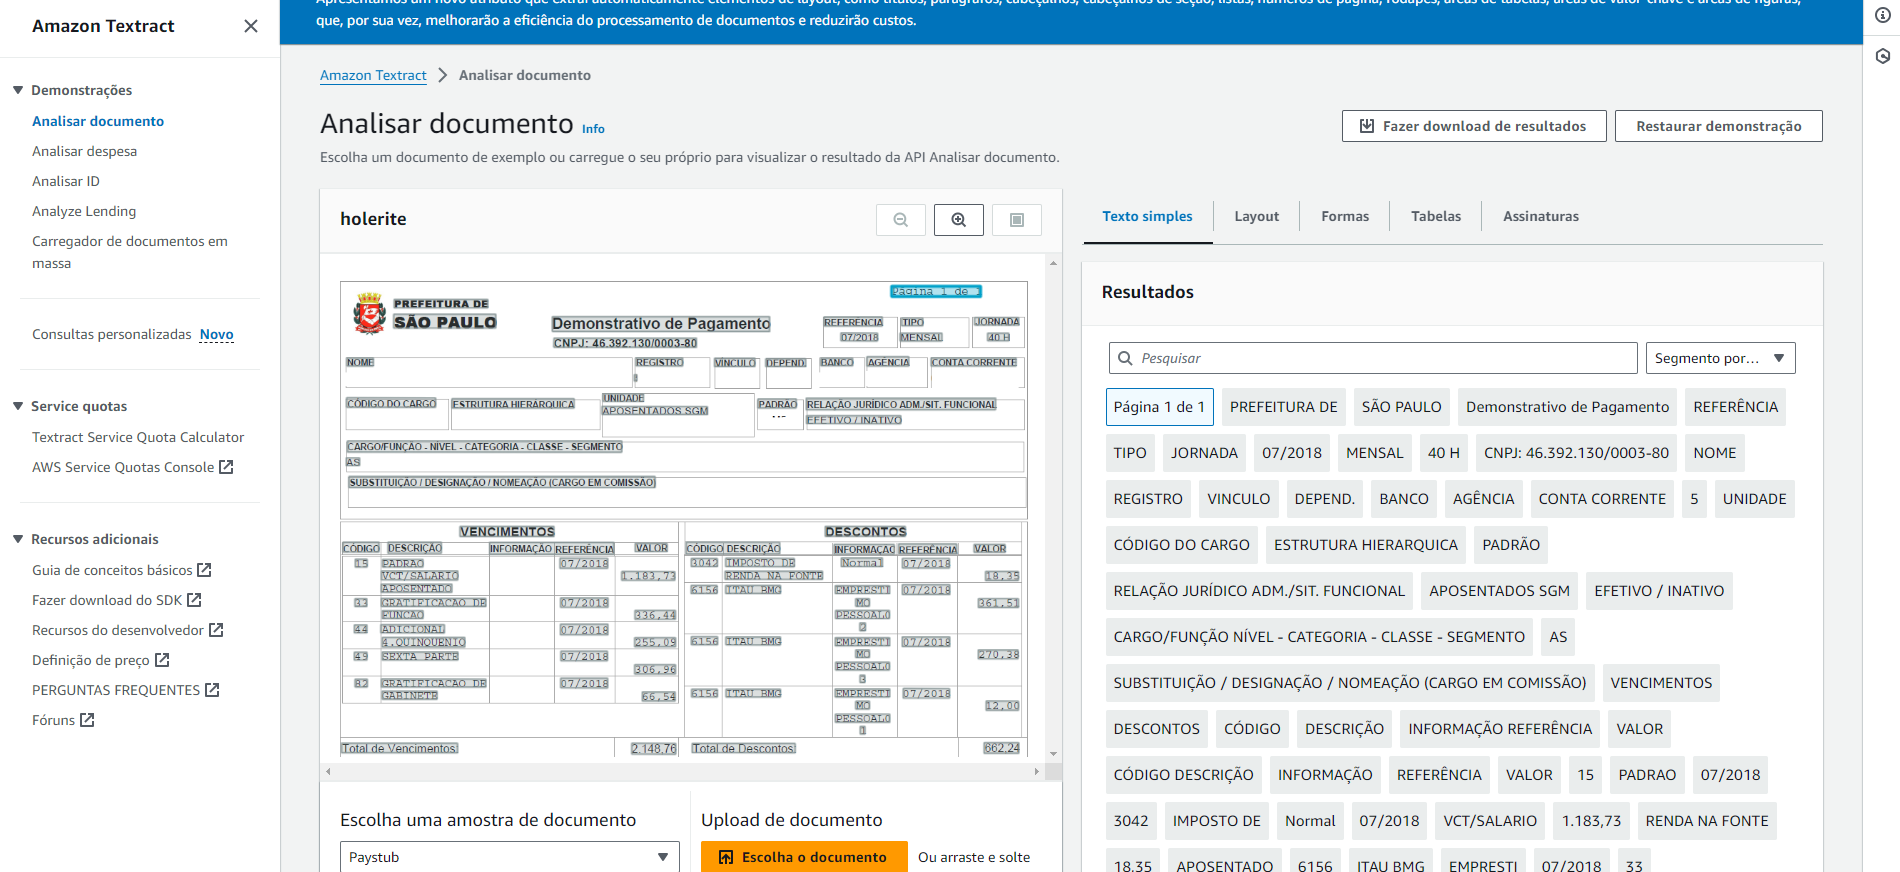 Amazon Textract
Demonstrações
Analisar documento
Analisar despesa
Analisar ID
Analyze Lending
Carregador de documentos em
massa
Consultas personalizadas Novo
Service quotas
Textract Service Quota Calculator
AWS Service Quotas Console
Recursos adicionais
Guia de conceitos básicos
Fazer download do SDK
Recursos do desenvolvedor
Definição de preço
PERGUNTAS FREQUENTES
Fóruns
que, por sua vez, melhorarão a eficiência do processamento de documentos e reduzirão custos.
Amazon Textract Analisar documento
Analisar documento Info
Fazer download de resultados Restaurar demonstração
Escolha um documento de exemplo ou carregue o seu próprio para visualizar o resultado da API Analisar documento.
holerite
Página 1 de 1
PREFEITURA DE
SÃO PAULO
Demonstrativo de Pagamento
CNPJ: 46.392.130/0003-80
REFERÊNCIA TIPO JORNADA
07/2018 MENSAL 40 H
NOME REGISTRO VÍNCULO DEPEND. BANCO AGÊNCIA CONTA CORRENTE
CÓDIGO DO CARGO ESTRUTURA HIERARQUICA UNIDADE PADRÃO RELAÇÃO JURÍDICO ADM./SIT. FUNCIONAL
APOSENTADOS SGM EFETIVO / INATIVO
CARGO/FUNÇÃO - NÍVEL - CATEGORIA - CLASSE - SEGMENTO
AS
SUBSTITUIÇÃO / DESIGNAÇÃO / NOMEAÇÃO (CARGO EM COMISSÃO)
VENCIMENTOS
CÓDIGO DESCRIÇÃO INFORMAÇÃO REFERÊNCIA VALOR
15 PADRAO VCT/SALARIO APOSENTADO 07/2018 1.183,73
33 GRATIFICACAO DE FUNCAO 07/2018 336,44
44 ADICIONAL 4.QUINQUENIO 07/2018 255,09
49 SEXTA PARTE 07/2018 306,96
82 GRATIFICACAO DE GABINETE 07/2018 66,54
Total de Vencimentos: 2.148,76
DESCONTOS
CÓDIGO DESCRIÇÃO INFORMAÇÃO REFERÊNCIA VALOR
3042 IMPOSTO DE RENDA NA FONTE Normal 07/2018 18,35
6156 ITAU BMG EMPRESTI MO PESSOAL0 2 07/2018 361,51
6156 ITAU BMG EMPRESTI MO PESSOAL0 3 07/2018 270,38
6156 ITAU BMG EMPRESTI MO PESSOAL0 1 07/2018 12,00
Total de Descontos: 662,24
Escolha uma amostra de documento
Paystub
Upload de documento
Escolha o documento Ou arraste e solte
Texto simples Layout Formas Tabelas Assinaturas
Resultados
Pesquisar Segmento por...
Página 1 de 1 PREFEITURA DE SÃO PAULO Demonstrativo de Pagamento REFERÊNCIA
TIPO JORNADA 07/2018 MENSAL 40 H CNPJ: 46.392.130/0003-80 NOME
REGISTRO VINCULO DEPEND. BANCO AGÊNCIA CONTA CORRENTE 5 UNIDADE
CÓDIGO DO CARGO ESTRUTURA HIERARQUICA PADRÃO
RELAÇÃO JURÍDICO ADM./SIT. FUNCIONAL APOSENTADOS SGM EFETIVO / INATIVO
CARGO/FUNÇÃO NÍVEL - CATEGORIA - CLASSE - SEGMENTO AS
SUBSTITUIÇÃO / DESIGNAÇÃO / NOMEAÇÃO (CARGO EM COMISSÃO) VENCIMENTOS
DESCONTOS CÓDIGO DESCRIÇÃO INFORMAÇÃO REFERÊNCIA VALOR
CÓDIGO DESCRIÇÃO INFORMAÇÃO REFERÊNCIA VALOR 15 PADRAO 07/2018
3042 IMPOSTO DE Normal 07/2018 VCT/SALARIO 1.183,73 RENDA NA FONTE
18,35 APOSENTADO 6156 ITAU BMG EMPRESTI 07/2018 33